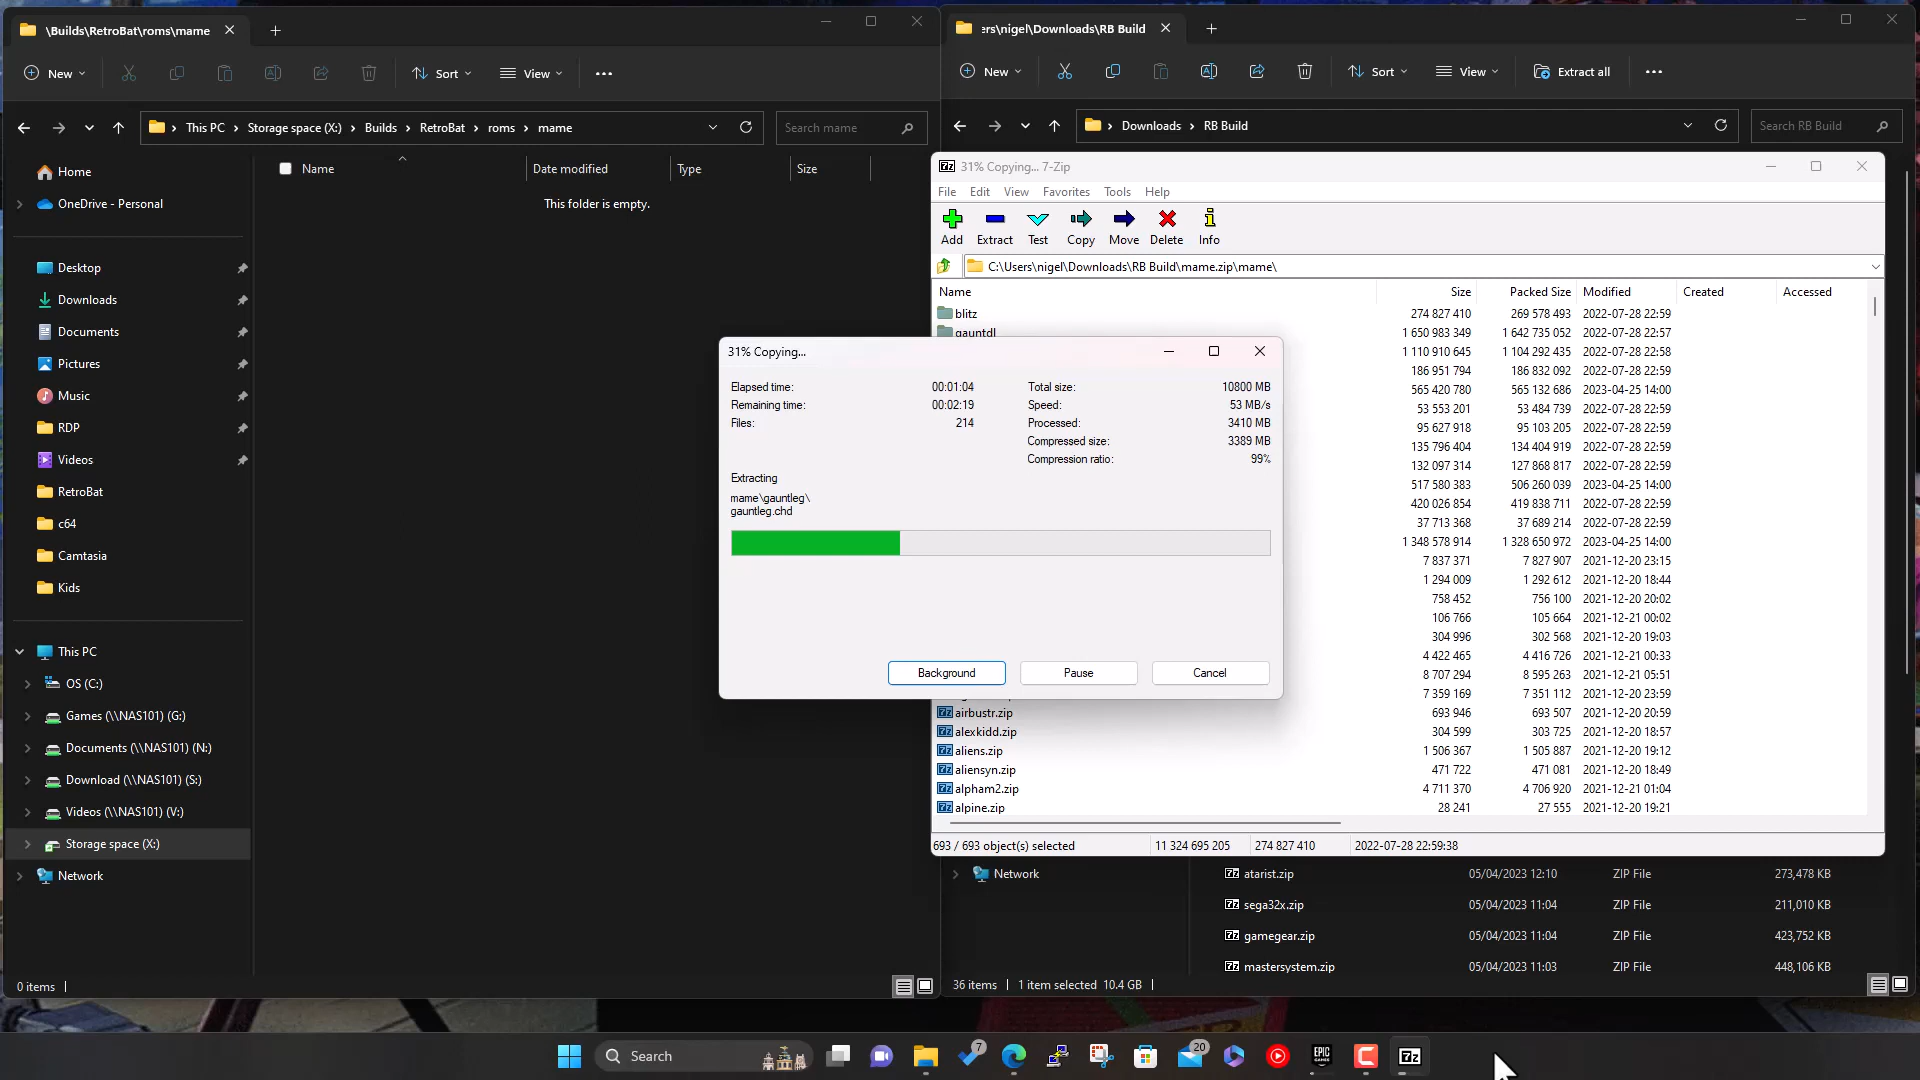 \Builds\RetroBat\roms\mame
New
Sort
View
This PC
Storage space (X:)
Builds
RetroBat
roms
mame
Search mame
Name
Date modified
Type
Size
This folder is empty.
Home
OneDrive - Personal
Desktop
Downloads
Documents
Pictures
Music
RDP
Videos
RetroBat
c64
Camtasia
Kids
This PC
OS (C:)
Games (\\NAS101) (G:)
Documents (\\NAS101) (N:)
Download (\\NAS101) (S:)
Videos (\\NAS101) (V:)
Storage space (X:)
Network
0 items
ers\nigel\Downloads\RB Build
New
Sort
View
Extract all
Downloads
RB Build
Search RB Build
31% Copying... 7-Zip
File Edit View Favorites Tools Help
Add Extract Test Copy Move Delete Info
C:\Users\nigel\Downloads\RB Build\mame.zip\mame\
Name Size Packed Size Modified Created Accessed
blitz 274 827 410 269 578 493 2022-07-28 22:59
gauntdl 1 650 983 349 1 642 735 052 2022-07-28 22:57
1 110 910 645 1 104 292 435 2022-07-28 22:58
186 951 794 186 832 092 2022-07-28 22:59
565 420 780 565 132 686 2023-04-25 14:00
53 553 201 53 484 739 2022-07-28 22:59
95 627 918 95 103 205 2022-07-28 22:59
135 796 404 134 404 919 2022-07-28 22:59
132 097 314 127 868 817 2022-07-28 22:59
517 580 383 506 260 039 2023-04-25 14:00
420 026 854 419 838 711 2022-07-28 22:59
37 713 368 37 689 214 2022-07-28 22:59
1 348 578 914 1 328 650 972 2023-04-25 14:00
7 837 371 7 827 907 2021-12-20 23:15
1 294 009 1 292 612 2021-12-20 18:44
758 452 756 100 2021-12-20 20:02
106 766 105 664 2021-12-21 00:02
304 996 302 568 2021-12-20 19:03
4 422 465 4 416 726 2021-12-21 00:33
8 707 294 8 595 263 2021-12-21 05:51
7 359 169 7 351 112 2021-12-20 23:59
airbustr.zip 693 946 693 507 2021-12-20 20:59
alexkidd.zip 304 599 303 725 2021-12-20 18:57
aliens.zip 1 506 367 1 505 887 2021-12-20 19:12
aliensyn.zip 471 722 471 081 2021-12-20 18:49
alpham2.zip 4 711 370 4 706 920 2021-12-21 01:04
alpine.zip 28 241 27 555 2021-12-20 19:21
693 / 693 object(s) selected 11 324 695 205 274 827 410 2022-07-28 22:59:38
31% Copying...
Elapsed time: 00:01:04 Total size: 10800 MB
Remaining time: 00:02:19 Speed: 53 MB/s
Files: 214 Processed: 3410 MB
Compressed size: 3389 MB
Compression ratio: 99%
Extracting
mame\gauntleg\
gauntleg.chd
Background Pause Cancel
Network
atarist.zip 05/04/2023 12:10 ZIP File 273,478 KB
sega32x.zip 05/04/2023 11:04 ZIP File 211,010 KB
gamegear.zip 05/04/2023 11:04 ZIP File 423,752 KB
mastersystem.zip 05/04/2023 11:03 ZIP File 448,106 KB
36 items 1 item selected 10.4 GB
Search
7
20
EPIC
GAMES
7z